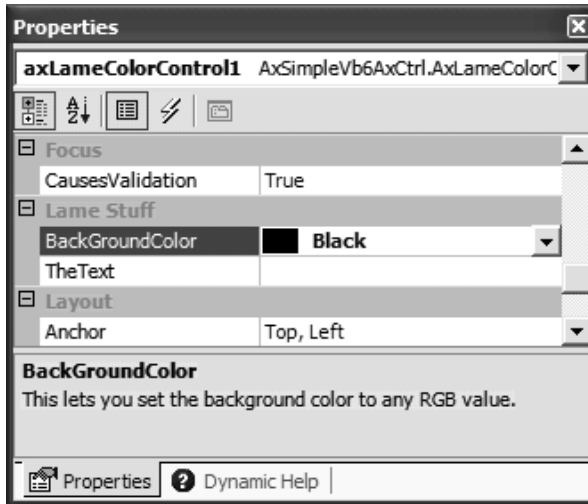 Properties
axLameColorControl1 AxSimpleVb6AxCtrl.AxLameColorC
Focus
CausesValidation True
Lame Stuff
BackGroundColor Black
TheText
Layout
Anchor Top, Left
BackGroundColor
This lets you set the background color to any RGB value.
Properties Dynamic Help